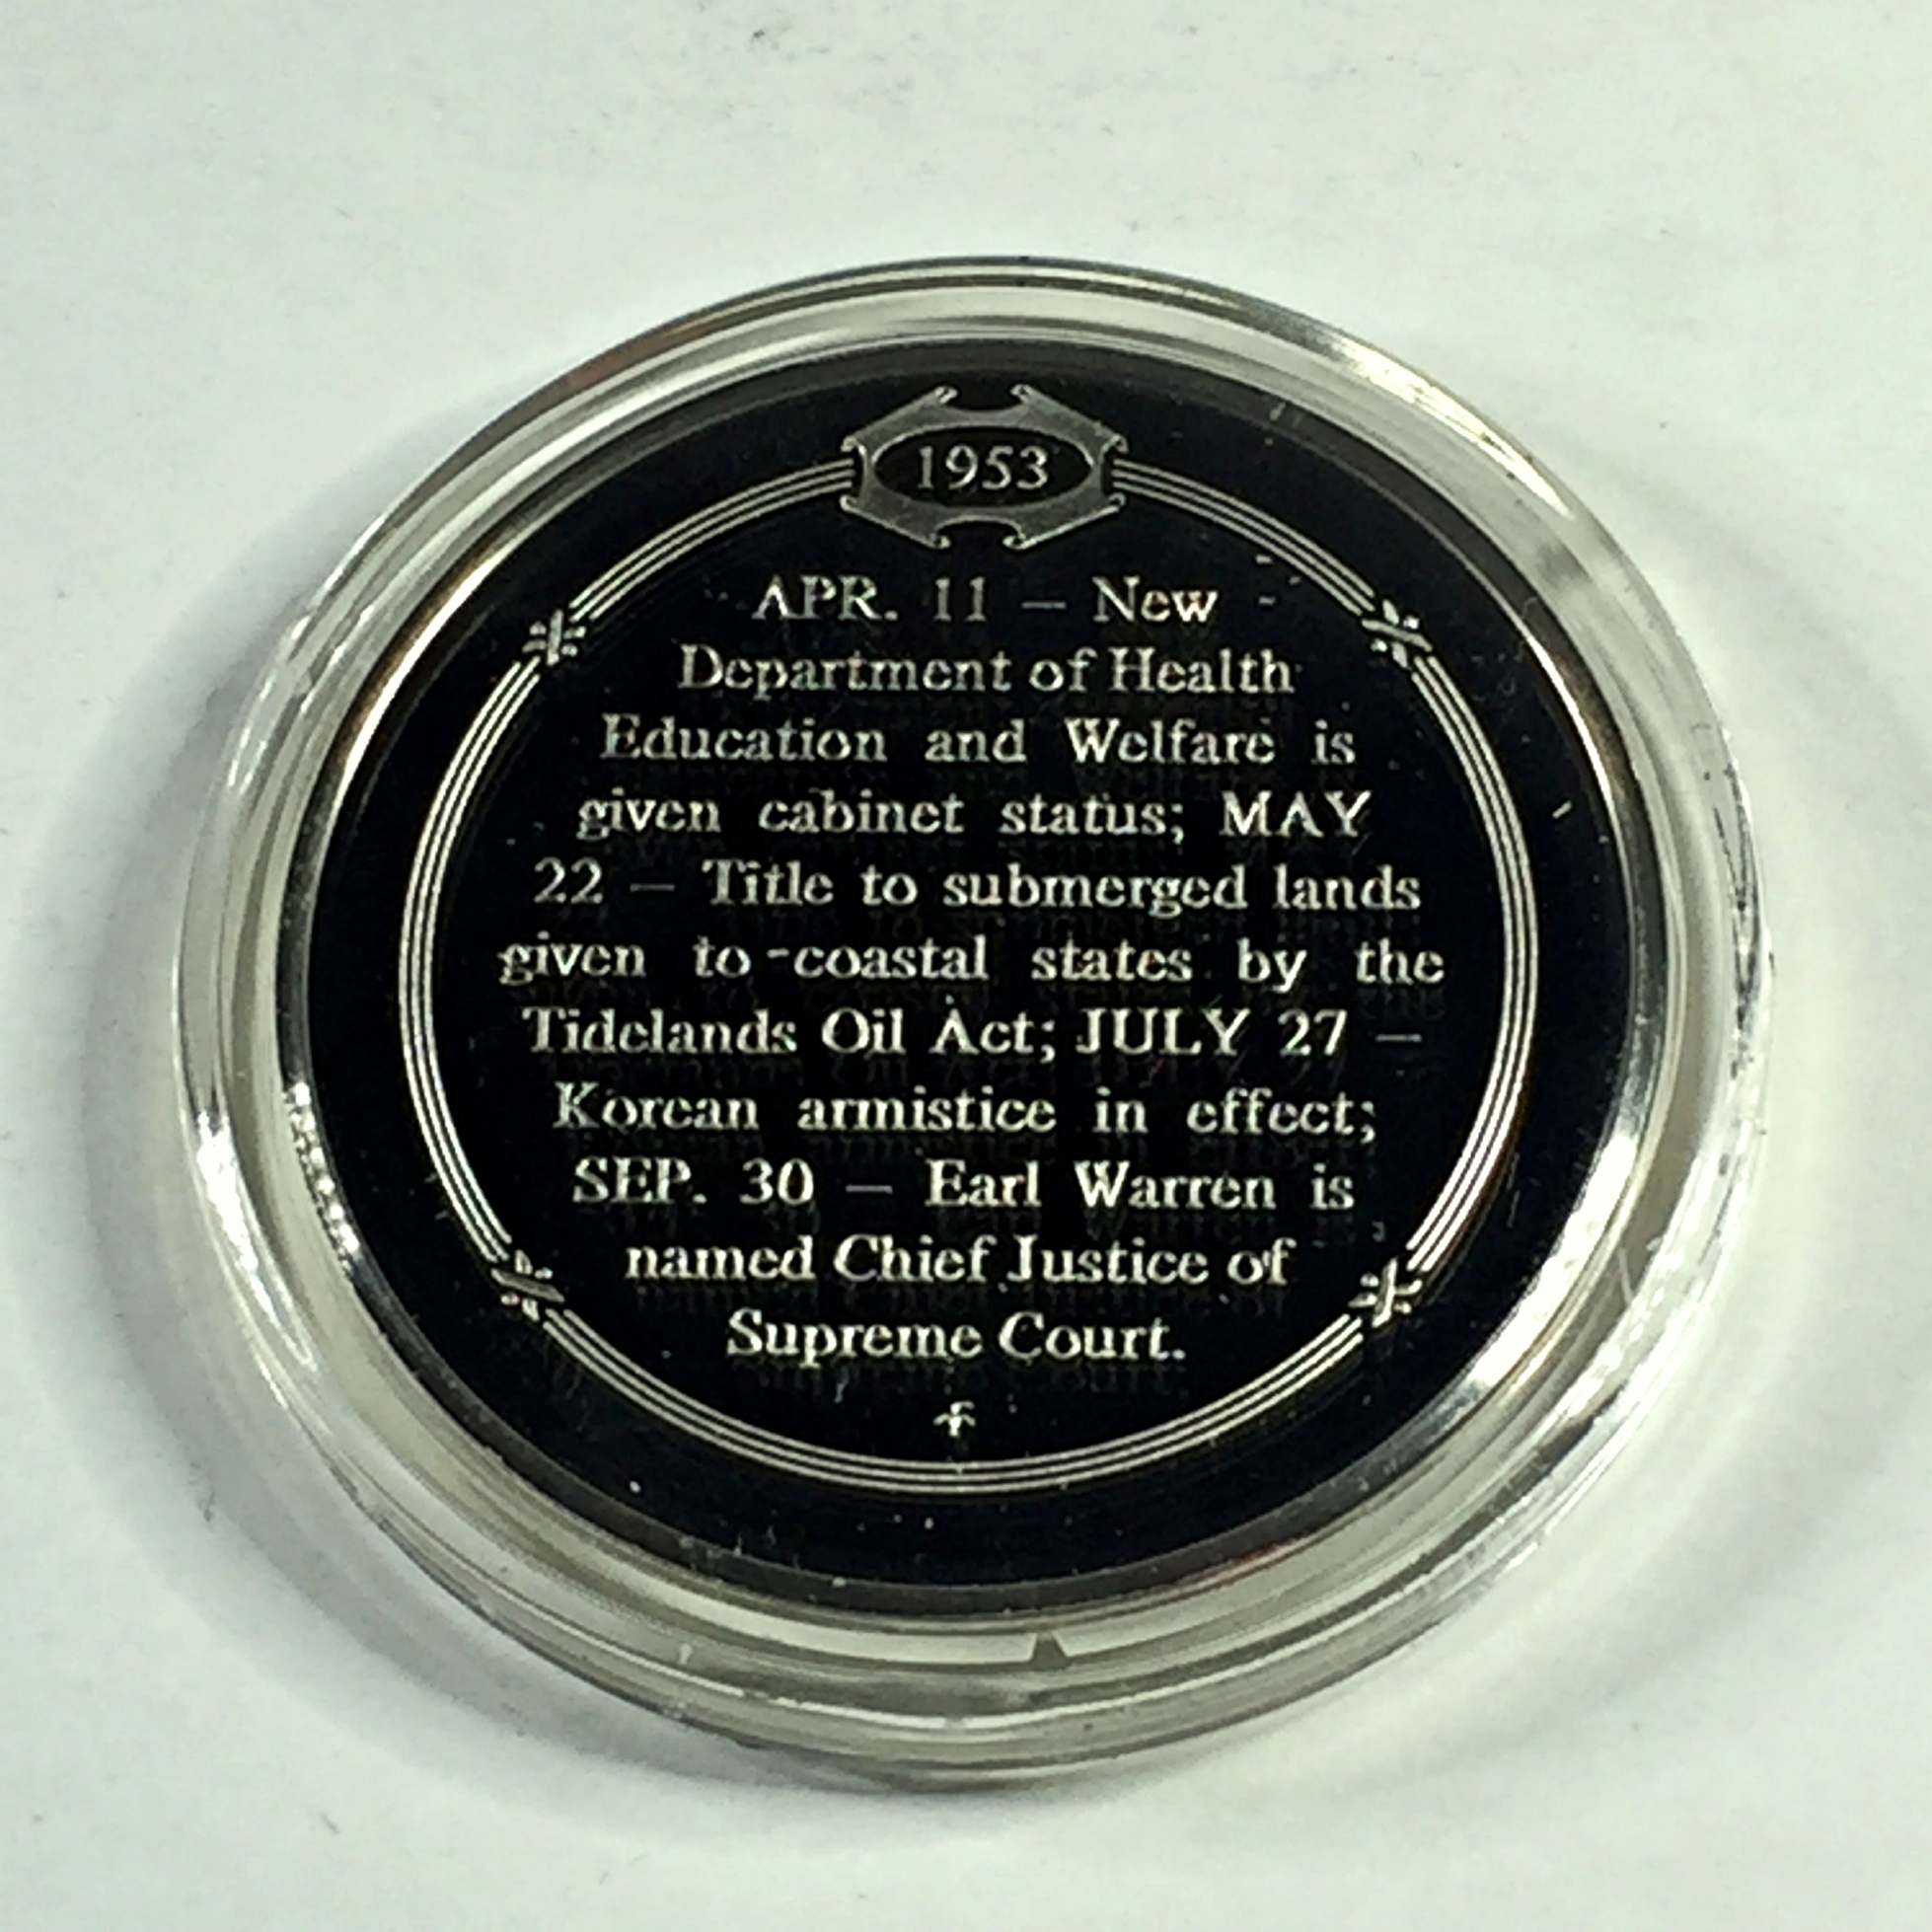 1953
APR. 11 — New
Department of Health
Education and Welfare is
given cabinet status; MAY
22 — Title to submerged lands
given to coastal states by the
Tidelands Oil Act; JULY 27 —
Korean armistice in effect;
SEP. 30 — Earl Warren is
named Chief Justice of
Supreme Court.